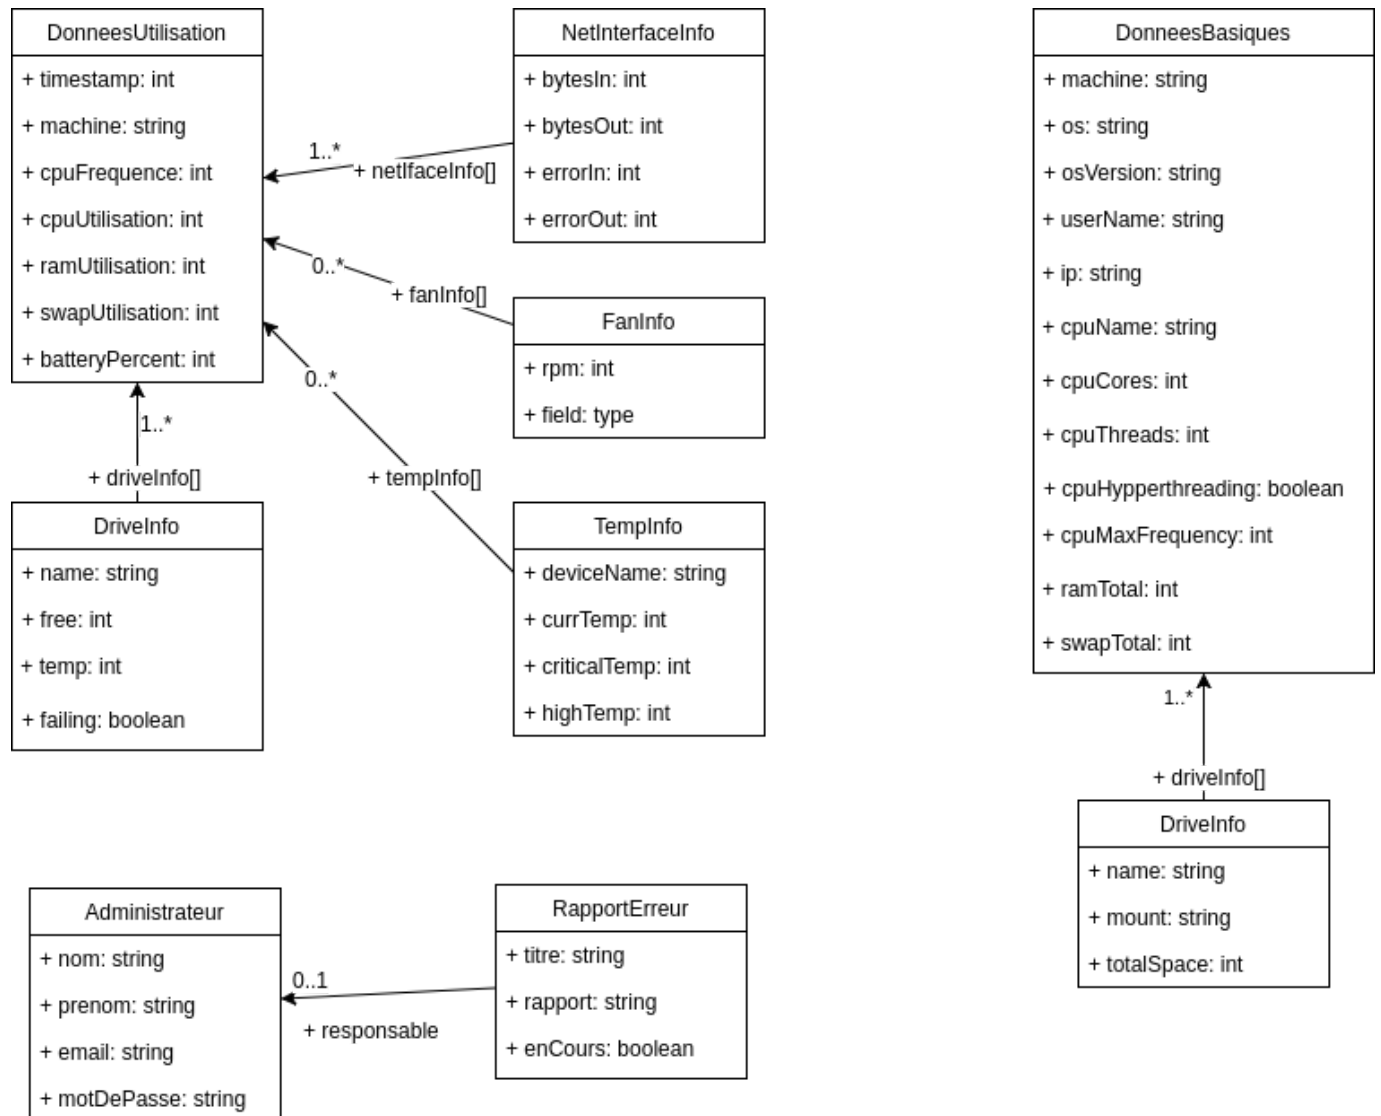 DonneesUtilisation
+ timestamp: int
+ machine: string
+ cpuFrequence: int
+ cpuUtilisation: int
+ ramUtilisation: int
+ swapUtilisation: int
+ batteryPercent: int
NetInterfaceInfo
+ bytesIn: int
+ bytesOut: int
+ errorIn: int
+ errorOut: int
1..*
+ netIfaceInfo[]
0..*
+ fanInfo[]
FanInfo
+ rpm: int
+ field: type
0..*
+ tempInfo[]
1..*
+ driveInfo[]
DriveInfo
+ name: string
+ free: int
+ temp: int
+ failing: boolean
TempInfo
+ deviceName: string
+ currTemp: int
+ criticalTemp: int
+ highTemp: int
DonneesBasiques
+ machine: string
+ os: string
+ osVersion: string
+ userName: string
+ ip: string
+ cpuName: string
+ cpuCores: int
+ cpuThreads: int
+ cpuHypperthreading: boolean
+ cpuMaxFrequency: int
+ ramTotal: int
+ swapTotal: int
1..*
+ driveInfo[]
DriveInfo
+ name: string
+ mount: string
+ totalSpace: int
Administrateur
+ nom: string
+ prenom: string
+ email: string
+ motDePasse: string
0..1
+ responsable
RapportErreur
+ titre: string
+ rapport: string
+ enCours: boolean